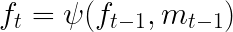 f_t = ψ(f_{t−1}, m_{t−1})